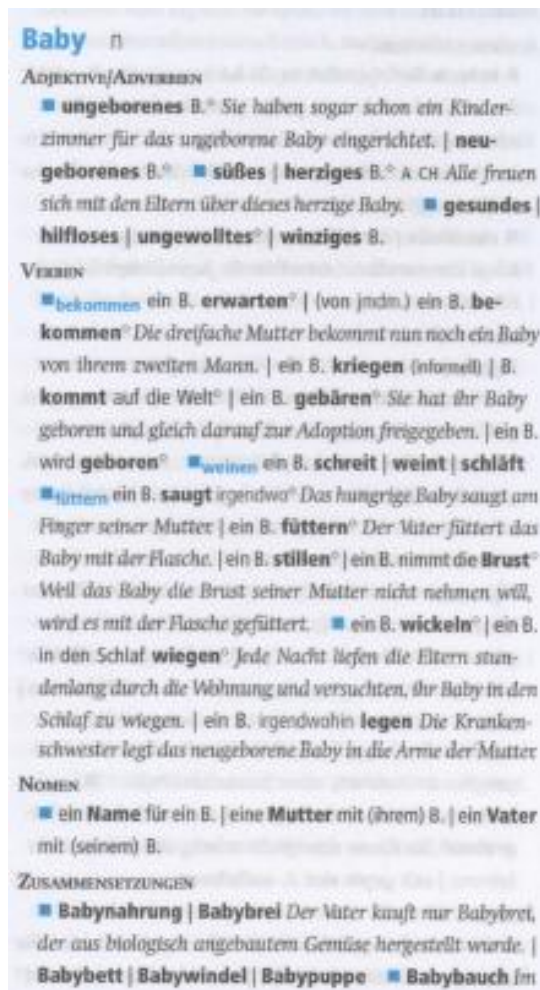 Baby n
ADJEKTIVE/ADVERBIEN
■ ungeborenes B.° Sie haben sogar schon ein Kinder-
zimmer für das ungeborene Baby eingerichtet. | neu-
geborenes B.° ■ süßes | herziges B.° A CH Alle freuen
sich mit den Eltern über dieses herzige Baby. ■ gesundes |
hilfloses | ungewolltes° | winziges B.
VERBEN
■ bekommen ein B. erwarten° | (von jmdm.) ein B. be-
kommen° Die dreifache Mutter bekommt nun noch ein Baby
von ihrem zweiten Mann. | ein B. kriegen (informell) | B.
kommt auf die Welt° | ein B. gebären° Sie hat ihr Baby
geboren und gleich darauf zur Adoption freigegeben. | ein B.
wird geboren° ■ weinen ein B. schreit | weint | schläft
■ füttern ein B. saugt irgendwo° Das hungrige Baby saugt am
Finger seiner Mutter. | ein B. füttern° Der Vater füttert das
Baby mit der Flasche. | ein B. stillen° | ein B. nimmt die Brust°
Weil das Baby die Brust seiner Mutter nicht nehmen will,
wird es mit der Flasche gefüttert. ■ ein B. wickeln° | ein B.
in den Schlaf wiegen° Jede Nacht liefen die Eltern stun-
denlang durch die Wohnung und versuchten, ihr Baby in den
Schlaf zu wiegen. | ein B. irgendwohin legen Die Kranken-
schwester legt das neugeborene Baby in die Arme der Mutter.
NOMEN
■ ein Name für ein B. | eine Mutter mit (ihrem) B. | ein Vater
mit (seinem) B.
ZUSAMMENSETZUNGEN
■ Babynahrung | Babybrei Der Vater kauft nur Babybrei,
der aus biologisch angebautem Gemüse hergestellt wurde. |
Babybett | Babywindel | Babypuppe ■ Babybauch Im